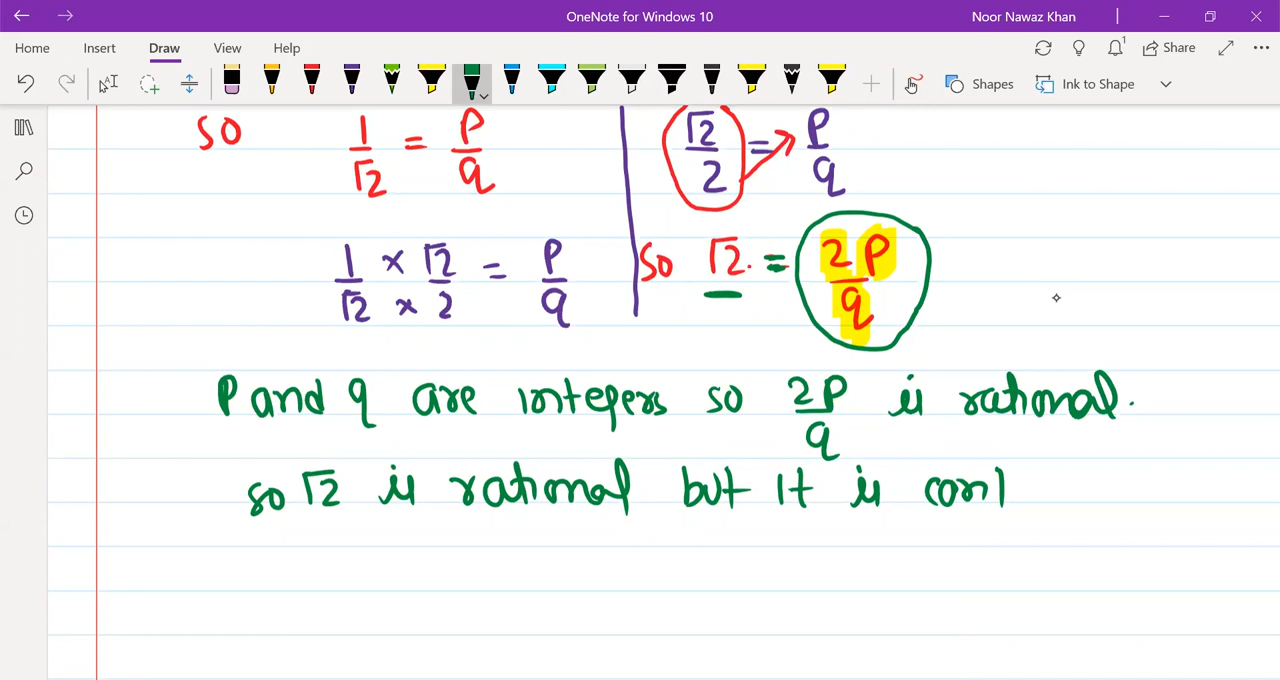 OneNote for Windows 10
Noor Nawaz Khan
Home Insert Draw View Help
1 Share
Shapes Ink to Shape
so 1/√2 = P/q
√2/2 = P/q
1/√2 × √2/2 = P/q
so √2. = 2P/q
P and q are integers so 2P/q is rational.
so √2 is rational but it is con